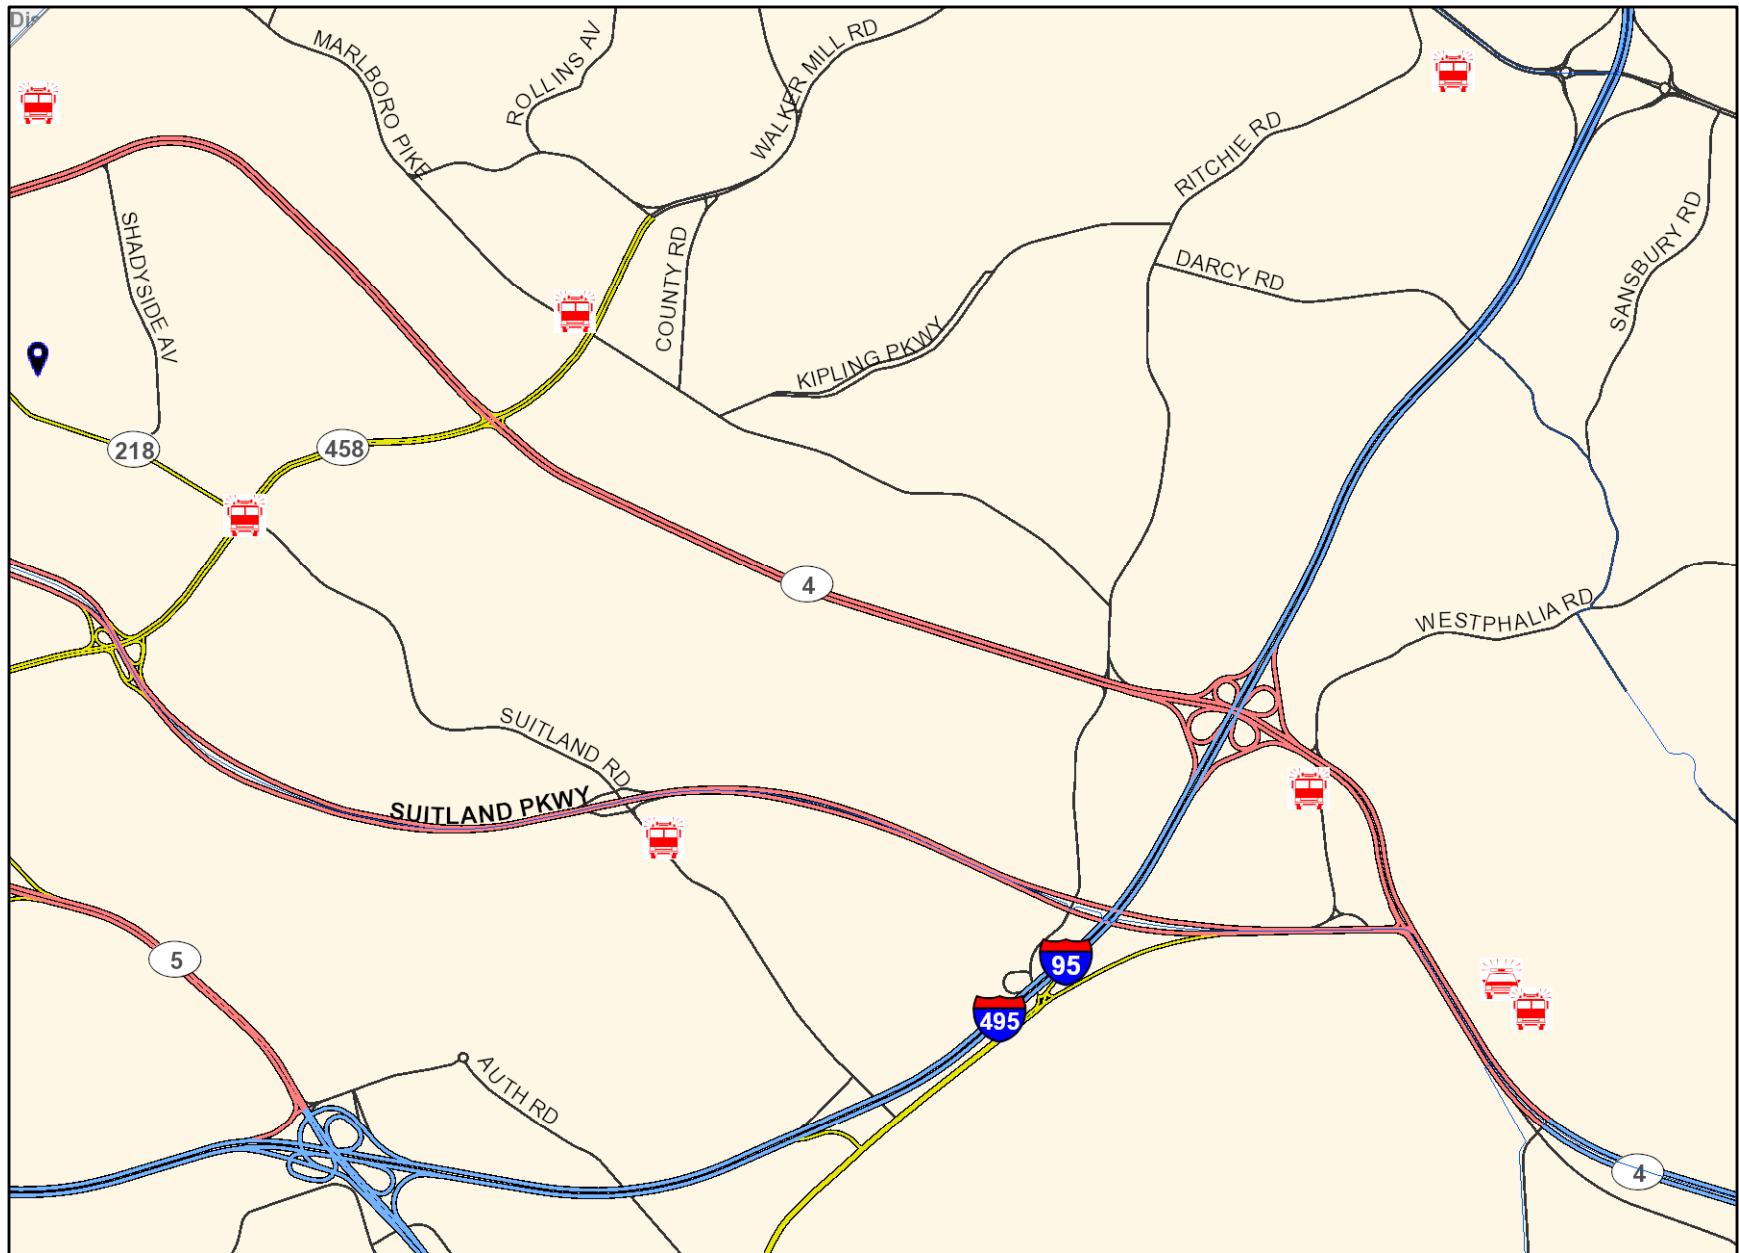 Dis
MARLBORO PIKE
ROLLINS AV
WALKER MILL RD
RITCHIE RD
SHADYSIDE AV
COUNTY RD
DARCY RD
SANSBURY RD
KIPLING PKWY
218
458
4
WESTPHALIA RD
SUITLAND RD
SUITLAND PKWY
5
95
495
AUTH RD
4